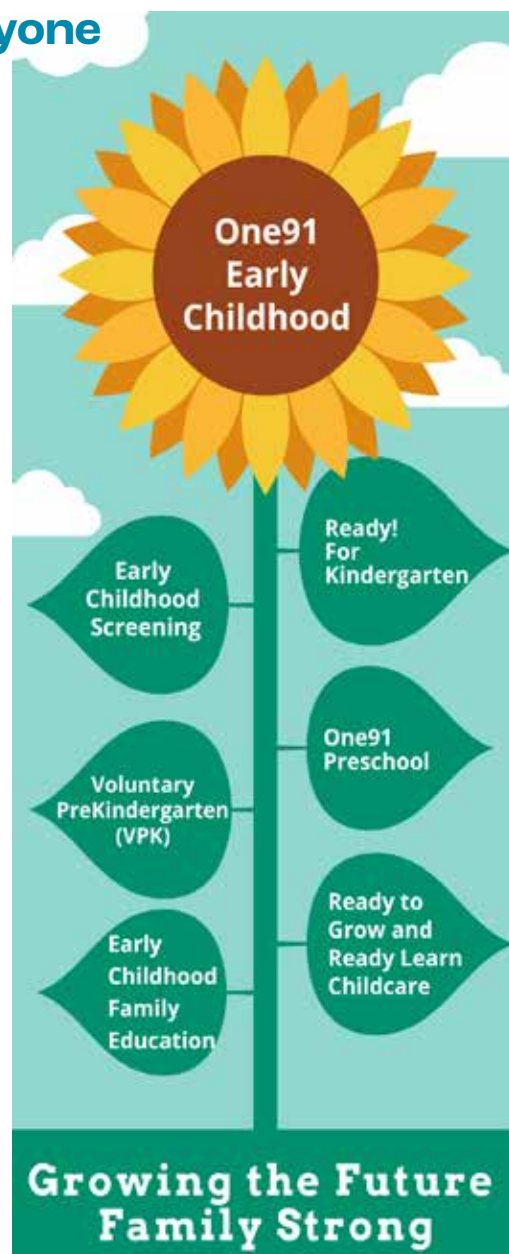 yone
One91
Early
Childhood
Ready!
For
Kindergarten
Early
Childhood
Screening
One91
Preschool
Voluntary
PreKindergarten
(VPK)
Ready to
Grow and
Ready Learn
Childcare
Early
Childhood
Family
Education
Growing the Future
Family Strong